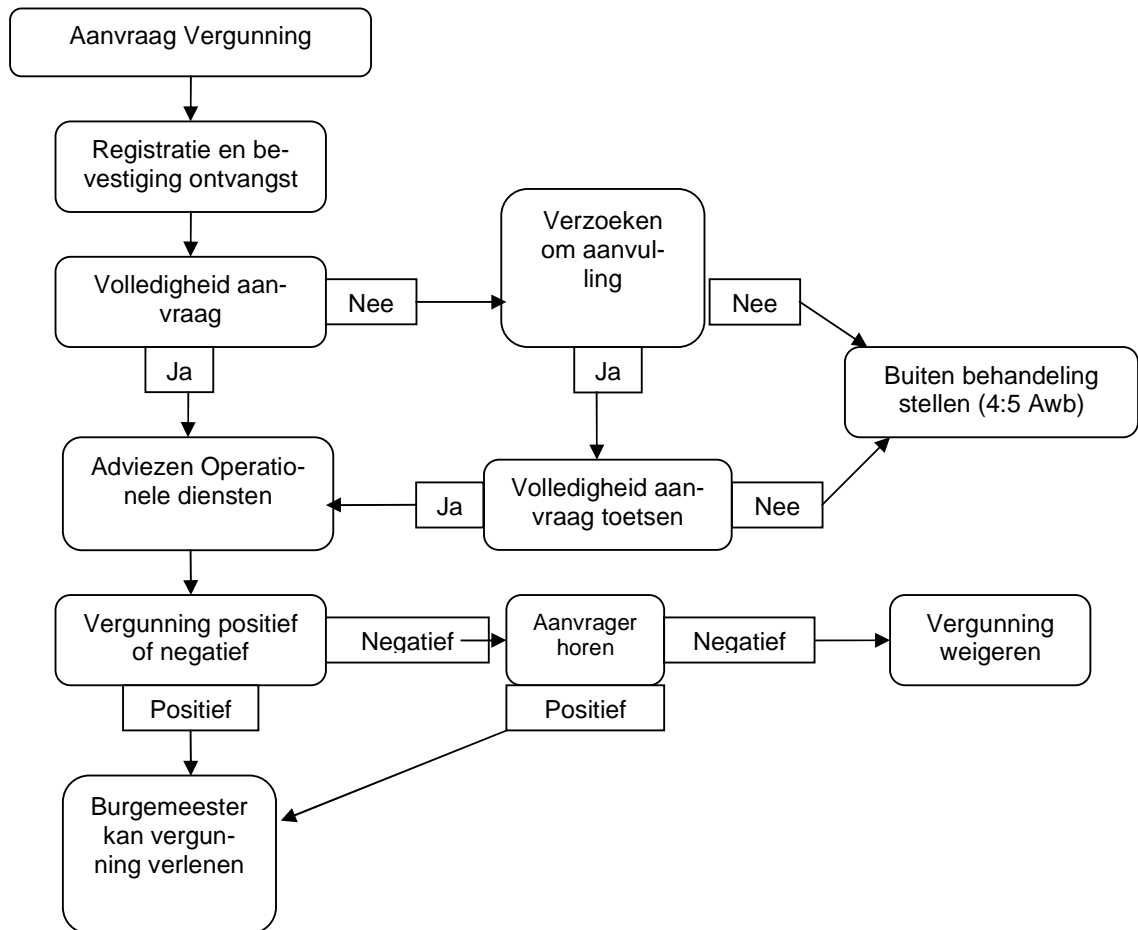 Aanvraag Vergunning
Registratie en be-
vestiging ontvangst
Volledigheid aan-
vraag
Nee
Verzoeken
om aanvul-
ling
Nee
Ja
Ja
Buiten behandeling
stellen (4:5 Awb)
Adviezen Operatio-
nele diensten
Ja
Volledigheid aan-
vraag toetsen
Nee
Vergunning positief
of negatief
Negatief
Aanvrager
horen
Negatief
Vergunning
weigeren
Positief
Positief
Burgemeester
kan vergun-
ning verlenen